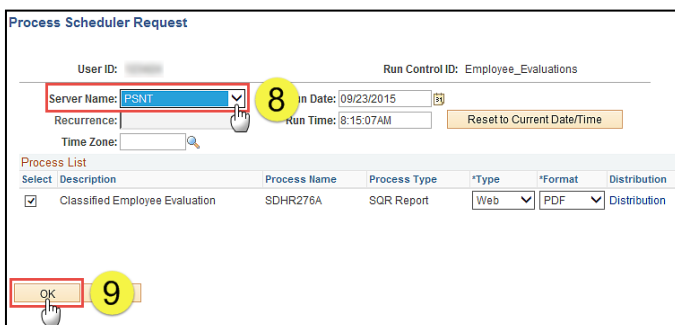 Process Scheduler Request
User ID: Run Control ID: Employee_Evaluations
Server Name: PSNT 8 Run Date: 09/23/2015 31
Recurrence: Run Time: 8:15:07AM Reset to Current Date/Time
Time Zone:
Process List
Select Description Process Name Process Type *Type *Format Distribution
Classified Employee Evaluation SDHR276A SQR Report Web PDF Distribution
OK 9